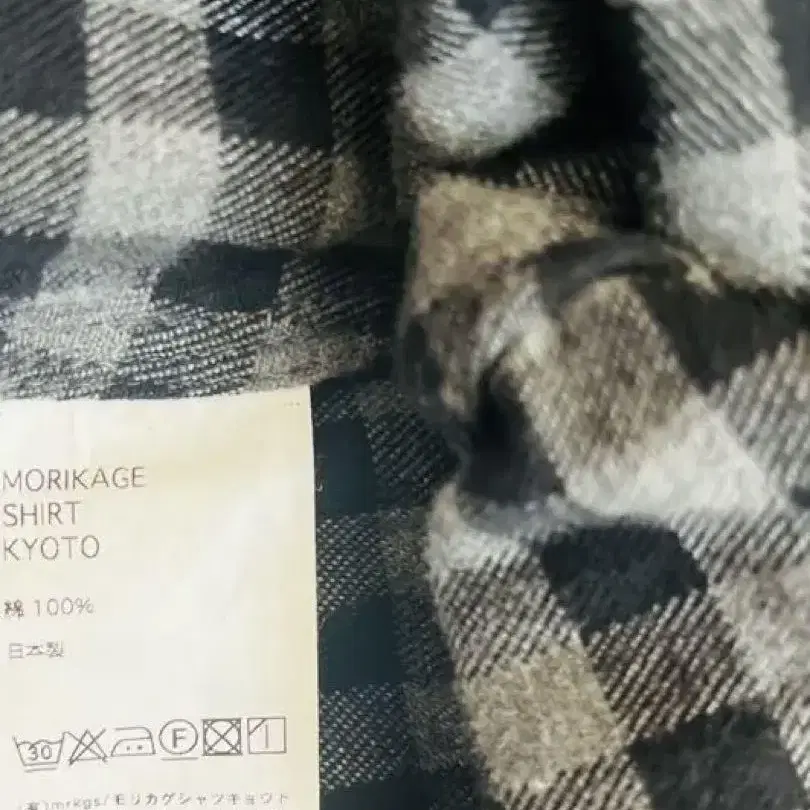 MORIKAGE
SHIRT
KYOTO
綿 100%
日本製
30 F
(有)mrkgs/モリカゲシャツキョウト